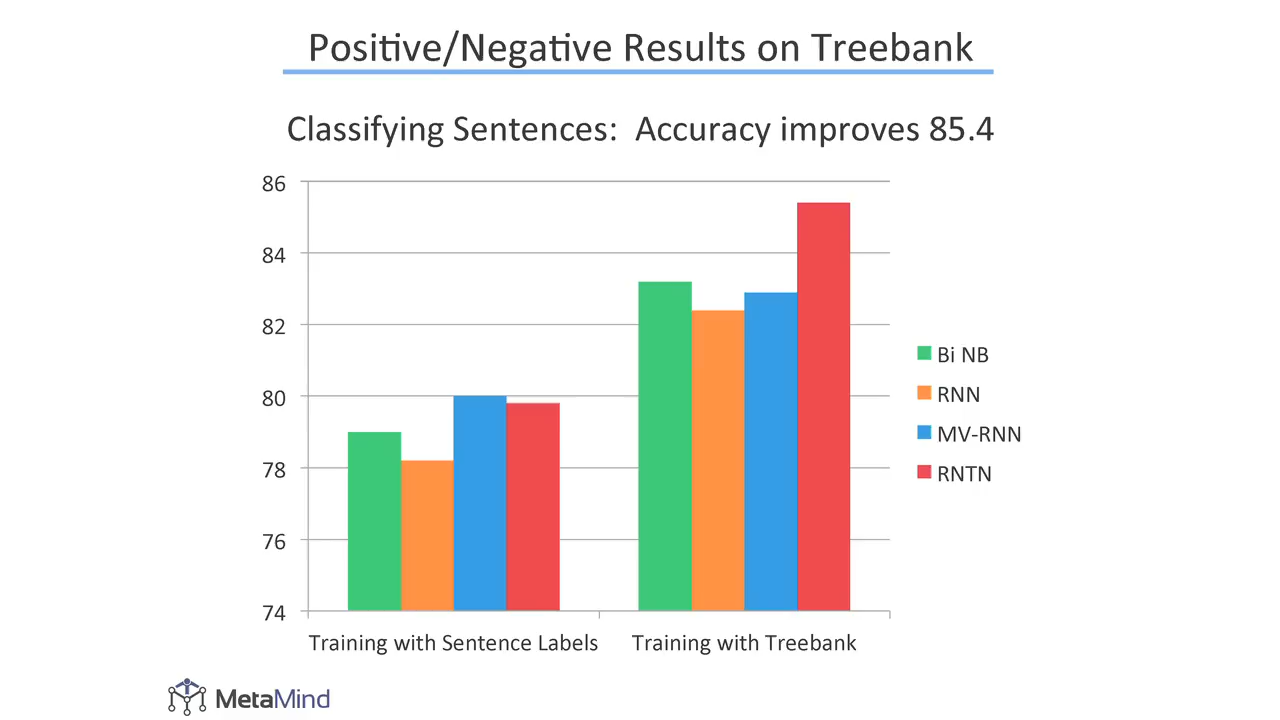 Positive/Negative Results on Treebank
Classifying Sentences:  Accuracy improves 85.4
86
84
82
80
78
76
74
Training with Sentence Labels
Training with Treebank
Bi NB
RNN
MV-RNN
RNTN
MetaMind